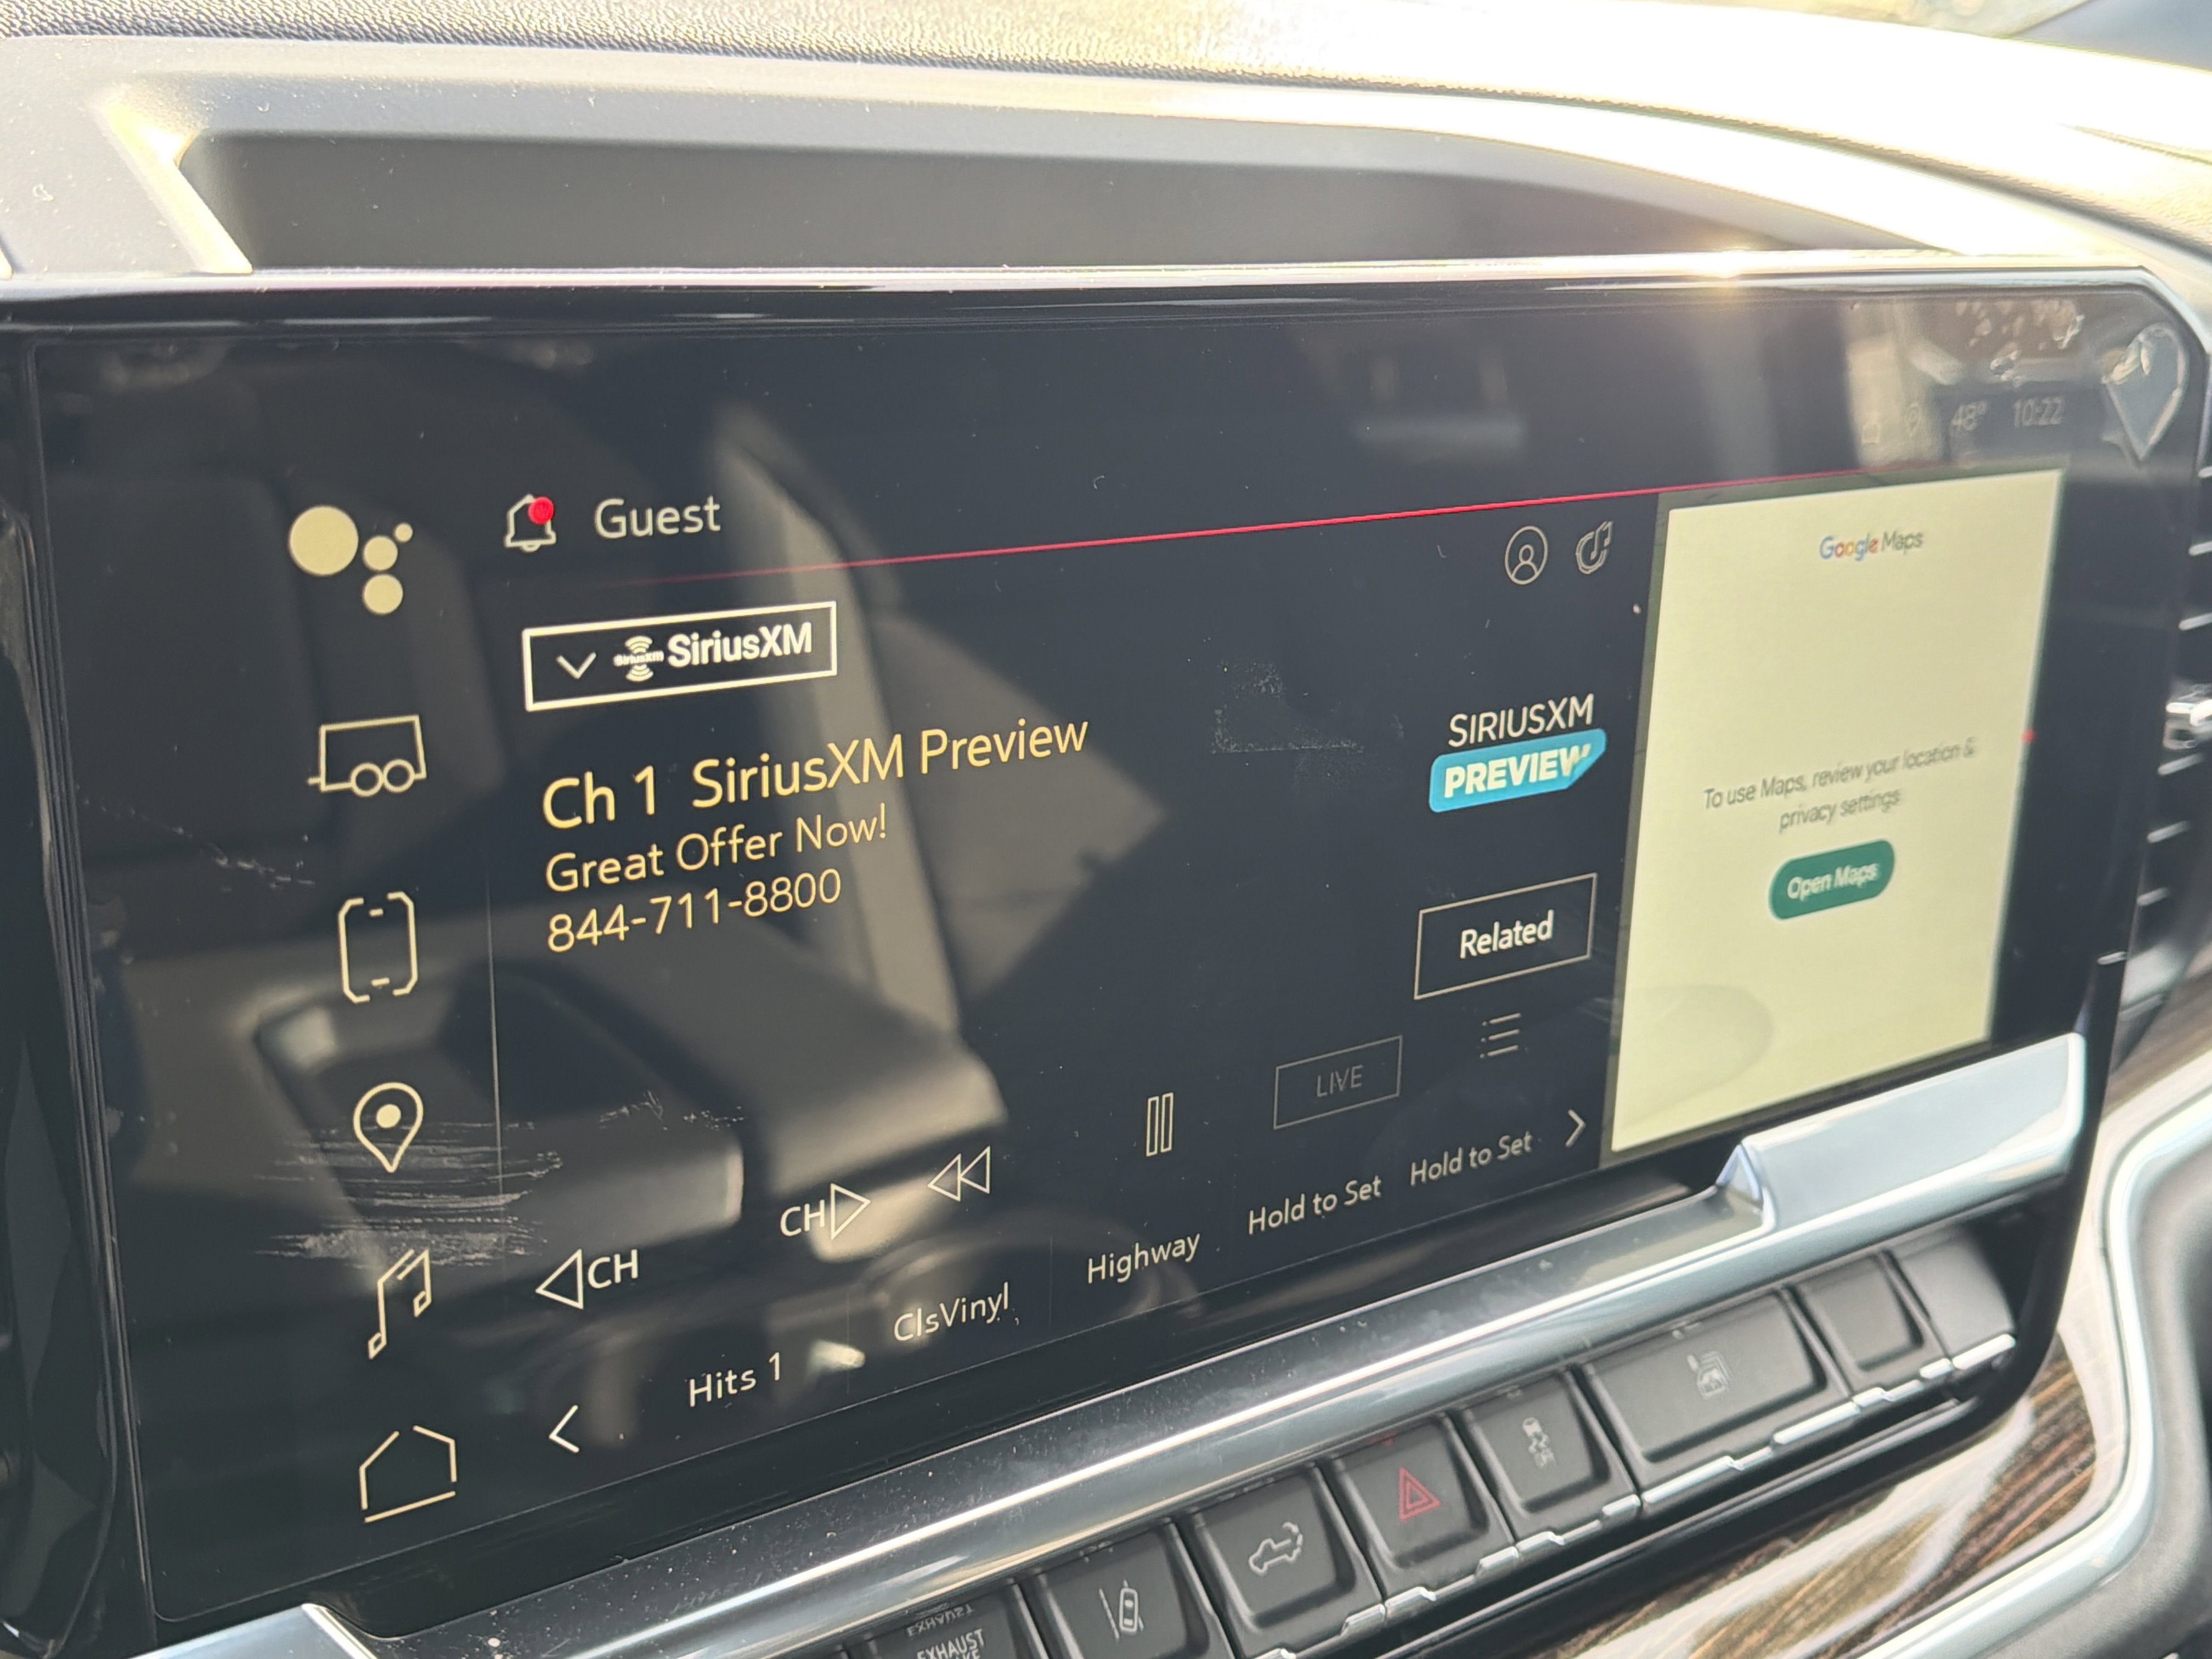 48° 10:22
Guest
Google Maps
SiriusXM
Ch 1 SiriusXM Preview
Great Offer Now!
844-711-8800
SIRIUSXM
PREVIEW
Related
LIVE
To use Maps, review your location &
privacy settings
Open Maps
CH
CH
Hits 1
ClsVinyl
Highway
Hold to Set
Hold to Set
EXHAUST